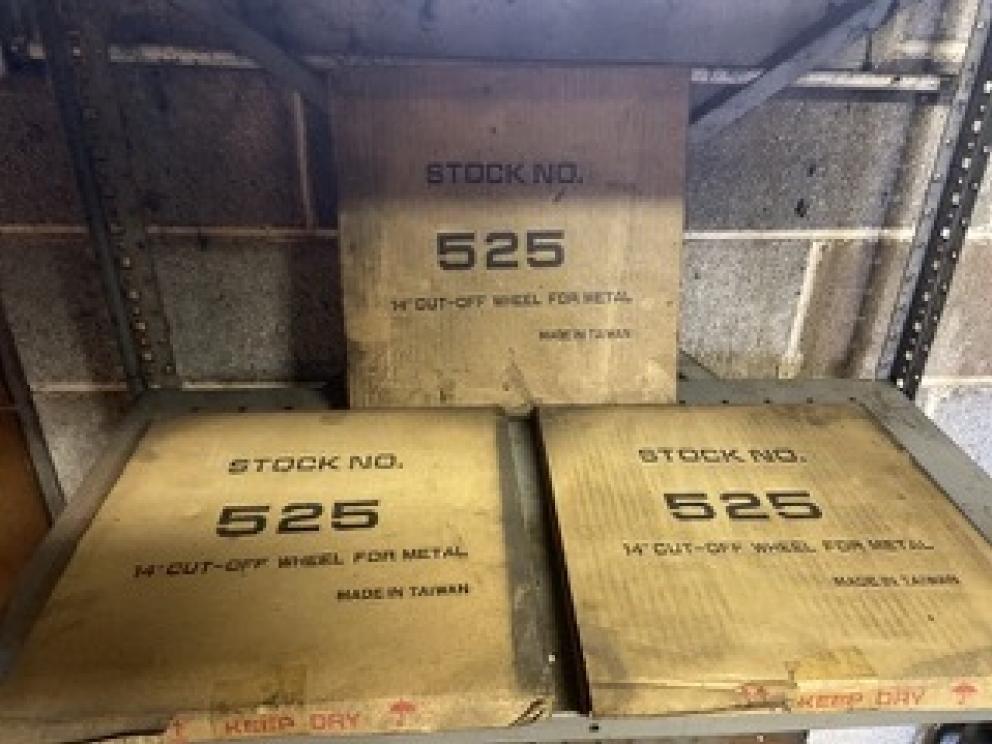 STOCK NO.
525
14" CUT-OFF WHEEL FOR METAL
MADE IN TAIWAN
STOCK NO.
525
14" CUT-OFF WHEEL FOR METAL
MADE IN TAIWAN
KEEP DRY
STOCK NO.
525
14" CUT-OFF WHEEL FOR METAL
MADE IN TAIWAN
KEEP DRY